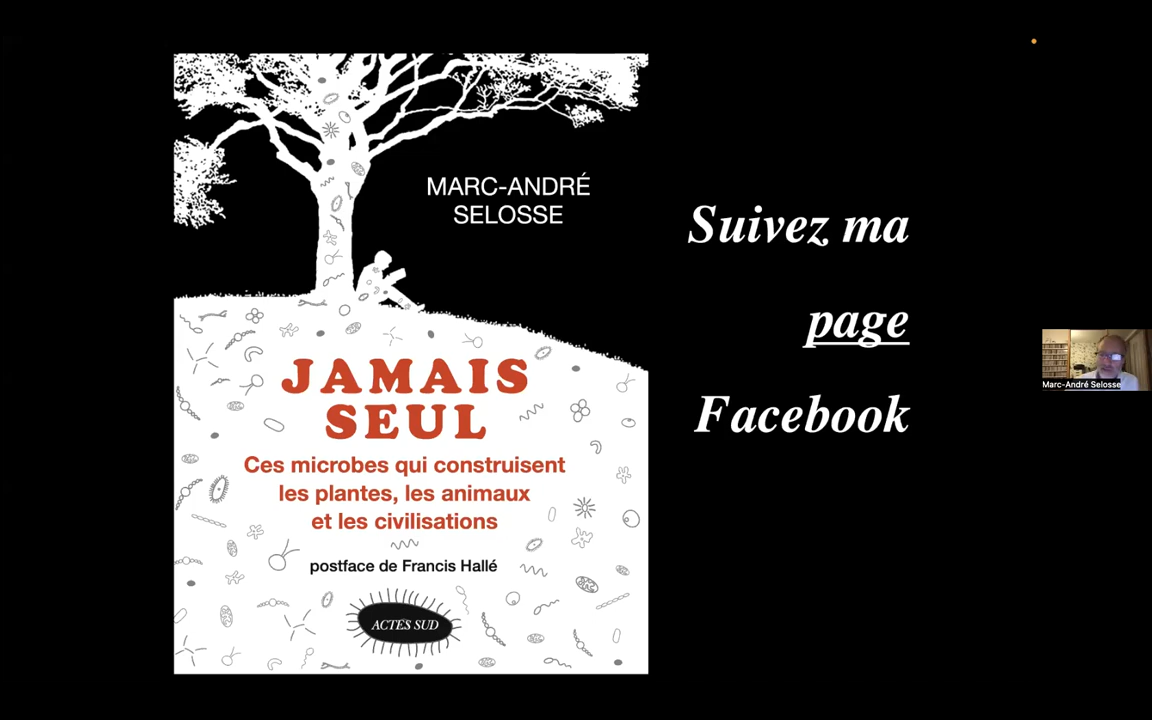 MARC-ANDRÉ
SELOSSE
JAMAIS
SEUL
Ces microbes qui construisent
les plantes, les animaux
et les civilisations
postface de Francis Hallé
ACTES SUD
Suivez ma
page
Facebook
Marc-André Selosse